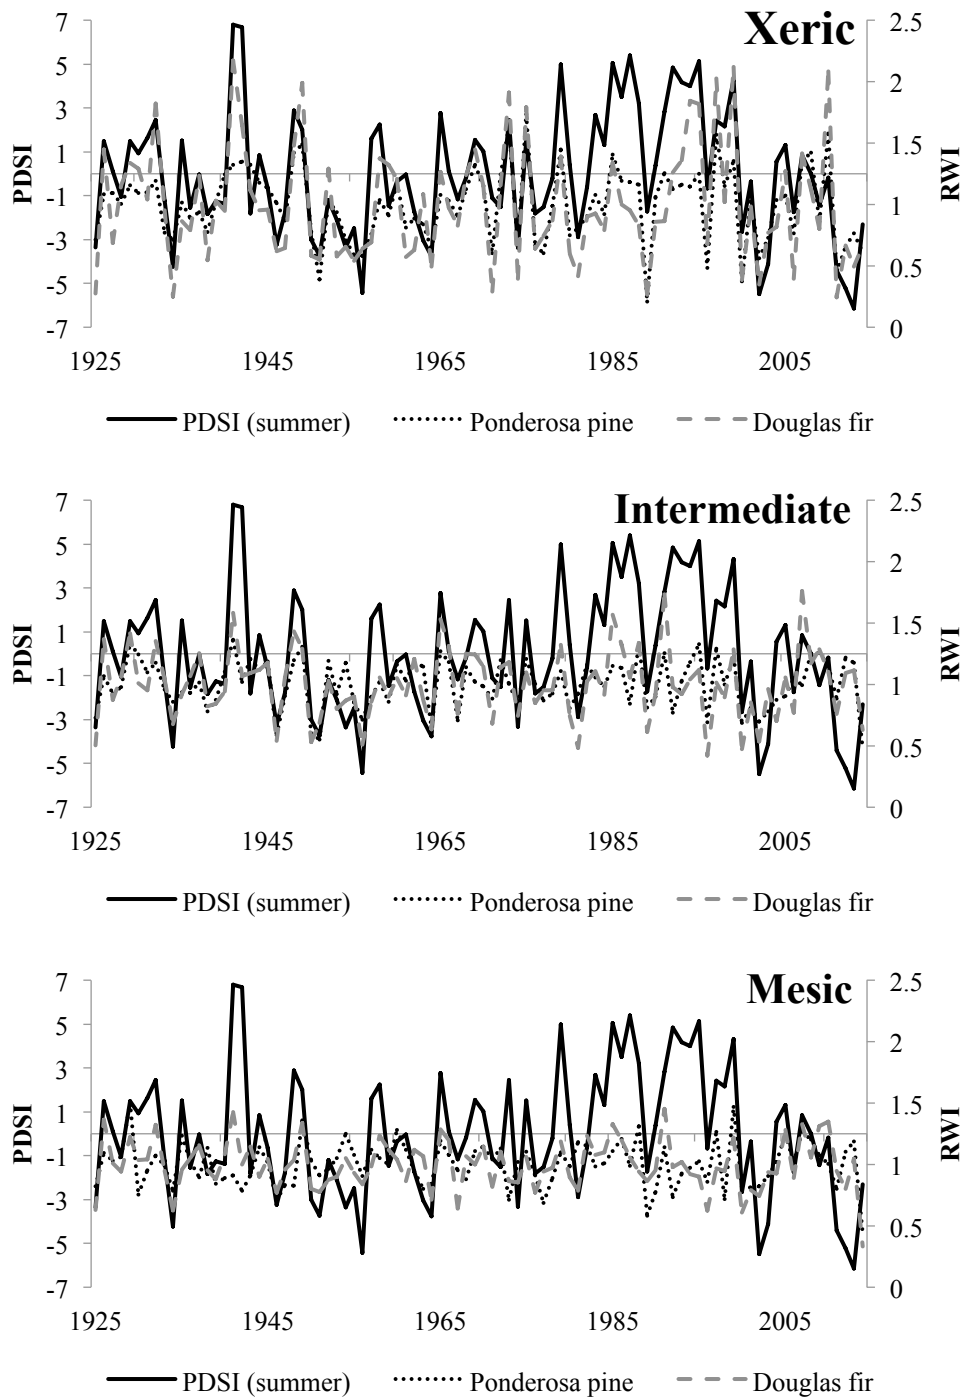 Xeric
7 2.5
5 2
3 1.5
1
-1 1
-3 0.5
-5
-7 0
PDSI
RWI
1925 1945 1965 1985 2005
PDSI (summer) Ponderosa pine Douglas fir
Intermediate
7 2.5
5 2
3 1.5
1
-1 1
-3 0.5
-5
-7 0
PDSI
RWI
1925 1945 1965 1985 2005
PDSI (summer) Ponderosa pine Douglas fir
Mesic
7 2.5
5 2
3 1.5
1
-1 1
-3 0.5
-5
-7 0
PDSI
RWI
1925 1945 1965 1985 2005
PDSI (summer) Ponderosa pine Douglas fir